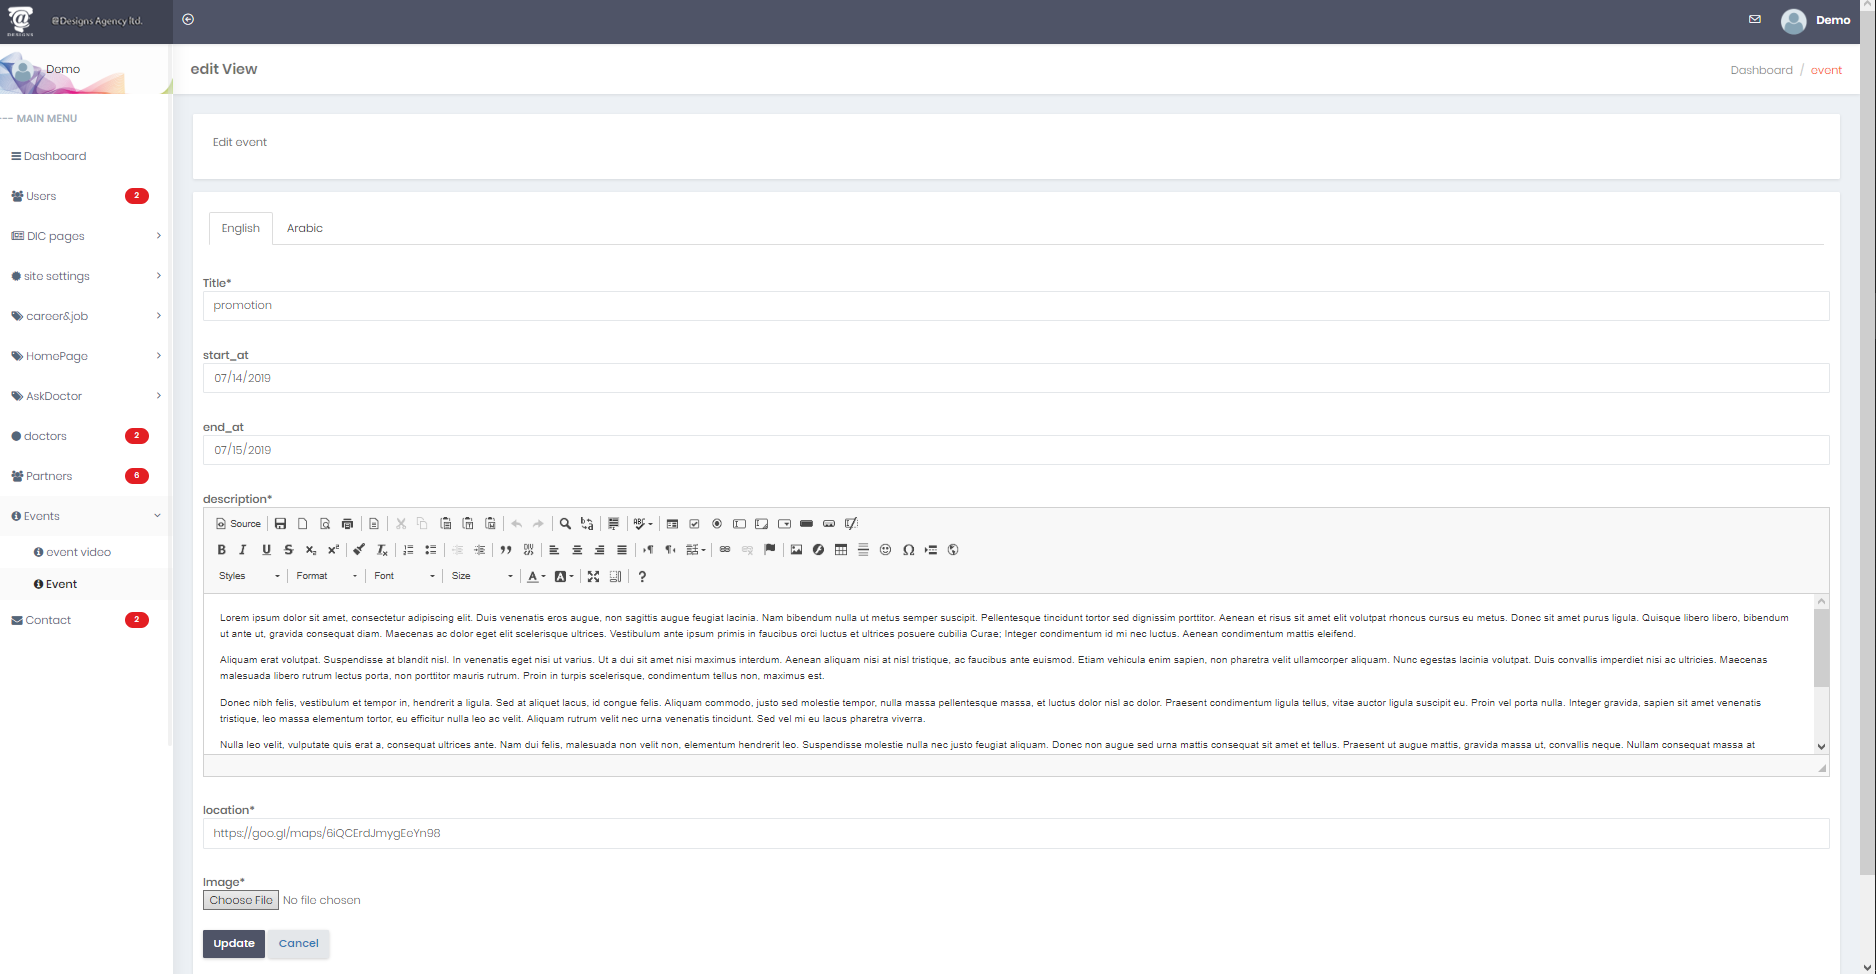 @Designs Agency ltd.
DESIGNS
Demo
Demo
edit View
Dashboard / event
--- MAIN MENU
Dashboard
Users 2
DIC pages
site settings
career&job
HomePage
AskDoctor
doctors 2
Partners 6
Events
event video
Event
Contact 2
Edit event
English Arabic
Title*
promotion
start_at
07/14/2019
end_at
07/15/2019
description*
Source
Styles Format Font Size
Lorem ipsum dolor sit amet, consectetur adipiscing elit. Duis venenatis eros augue, non sagittis augue feugiat lacinia. Nam bibendum nulla ut metus semper suscipit. Pellentesque tincidunt tortor sed dignissim porttitor. Aenean et risus sit amet elit volutpat rhoncus cursus eu metus. Donec sit amet purus ligula. Quisque libero libero, bibendum
ut ante ut, gravida consequat diam. Maecenas ac dolor eget elit scelerisque ultrices. Vestibulum ante ipsum primis in faucibus orci luctus et ultrices posuere cubilia Curae; Integer condimentum id mi nec luctus. Aenean condimentum mattis eleifend.
Aliquam erat volutpat. Suspendisse at blandit nisl. In venenatis eget nisi ut varius. Ut a dui sit amet nisi maximus interdum. Aenean aliquam nisi at nisl tristique, ac faucibus ante euismod. Etiam vehicula enim sapien, non pharetra velit ullamcorper aliquam. Nunc egestas lacinia volutpat. Duis convallis imperdiet nisi ac ultricies. Maecenas
malesuada libero rutrum lectus porta, non porttitor mauris rutrum. Proin in turpis scelerisque, condimentum tellus non, maximus est.
Donec nibh felis, vestibulum et tempor in, hendrerit a ligula. Sed at aliquet lacus, id congue felis. Aliquam commodo, justo sed molestie tempor, nulla massa pellentesque massa, et luctus dolor nisl ac dolor. Praesent condimentum ligula tellus, vitae auctor ligula suscipit eu. Proin vel porta nulla. Integer gravida, sapien sit amet venenatis
tristique, leo massa elementum tortor, eu efficitur nulla leo ac velit. Aliquam rutrum velit nec urna venenatis tincidunt. Sed vel mi eu lacus pharetra viverra.
Nulla leo velit, vulputate quis erat a, consequat ultrices ante. Nam dui felis, malesuada non velit non, elementum hendrerit leo. Suspendisse molestie nulla nec justo feugiat aliquam. Donec non augue sed urna mattis consequat sit amet et tellus. Praesent ut augue mattis, gravida massa ut, convallis neque. Nullam consequat massa at
location*
https://goo.gl/maps/6iQCErdJmygEeYn98
Image*
Choose File No file chosen
Update Cancel